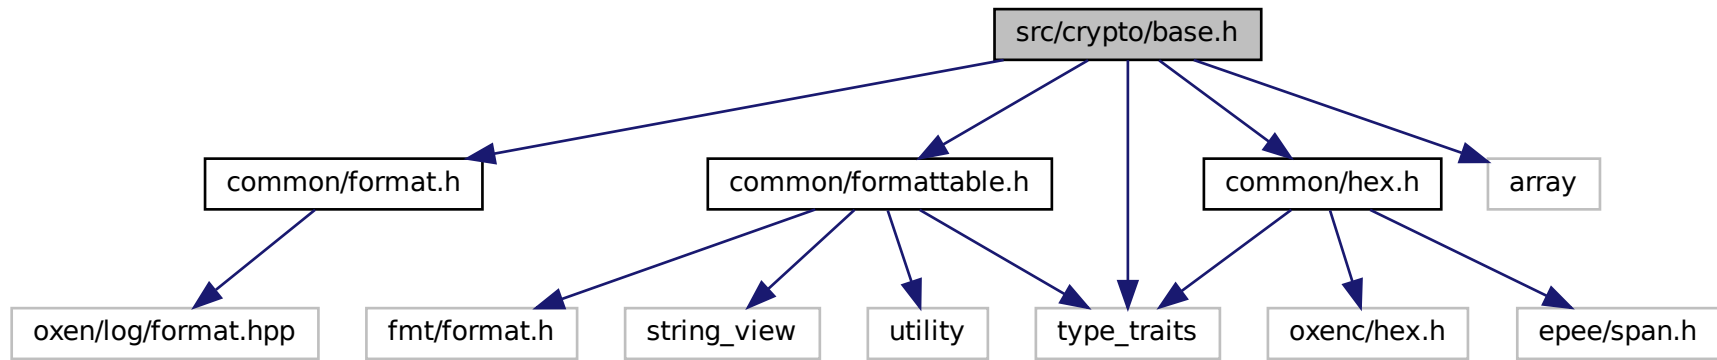 src/crypto/base.h
common/format.h
common/formattable.h
common/hex.h
array
oxen/log/format.hpp
fmt/format.h
string_view
utility
type_traits
oxenc/hex.h
epee/span.h